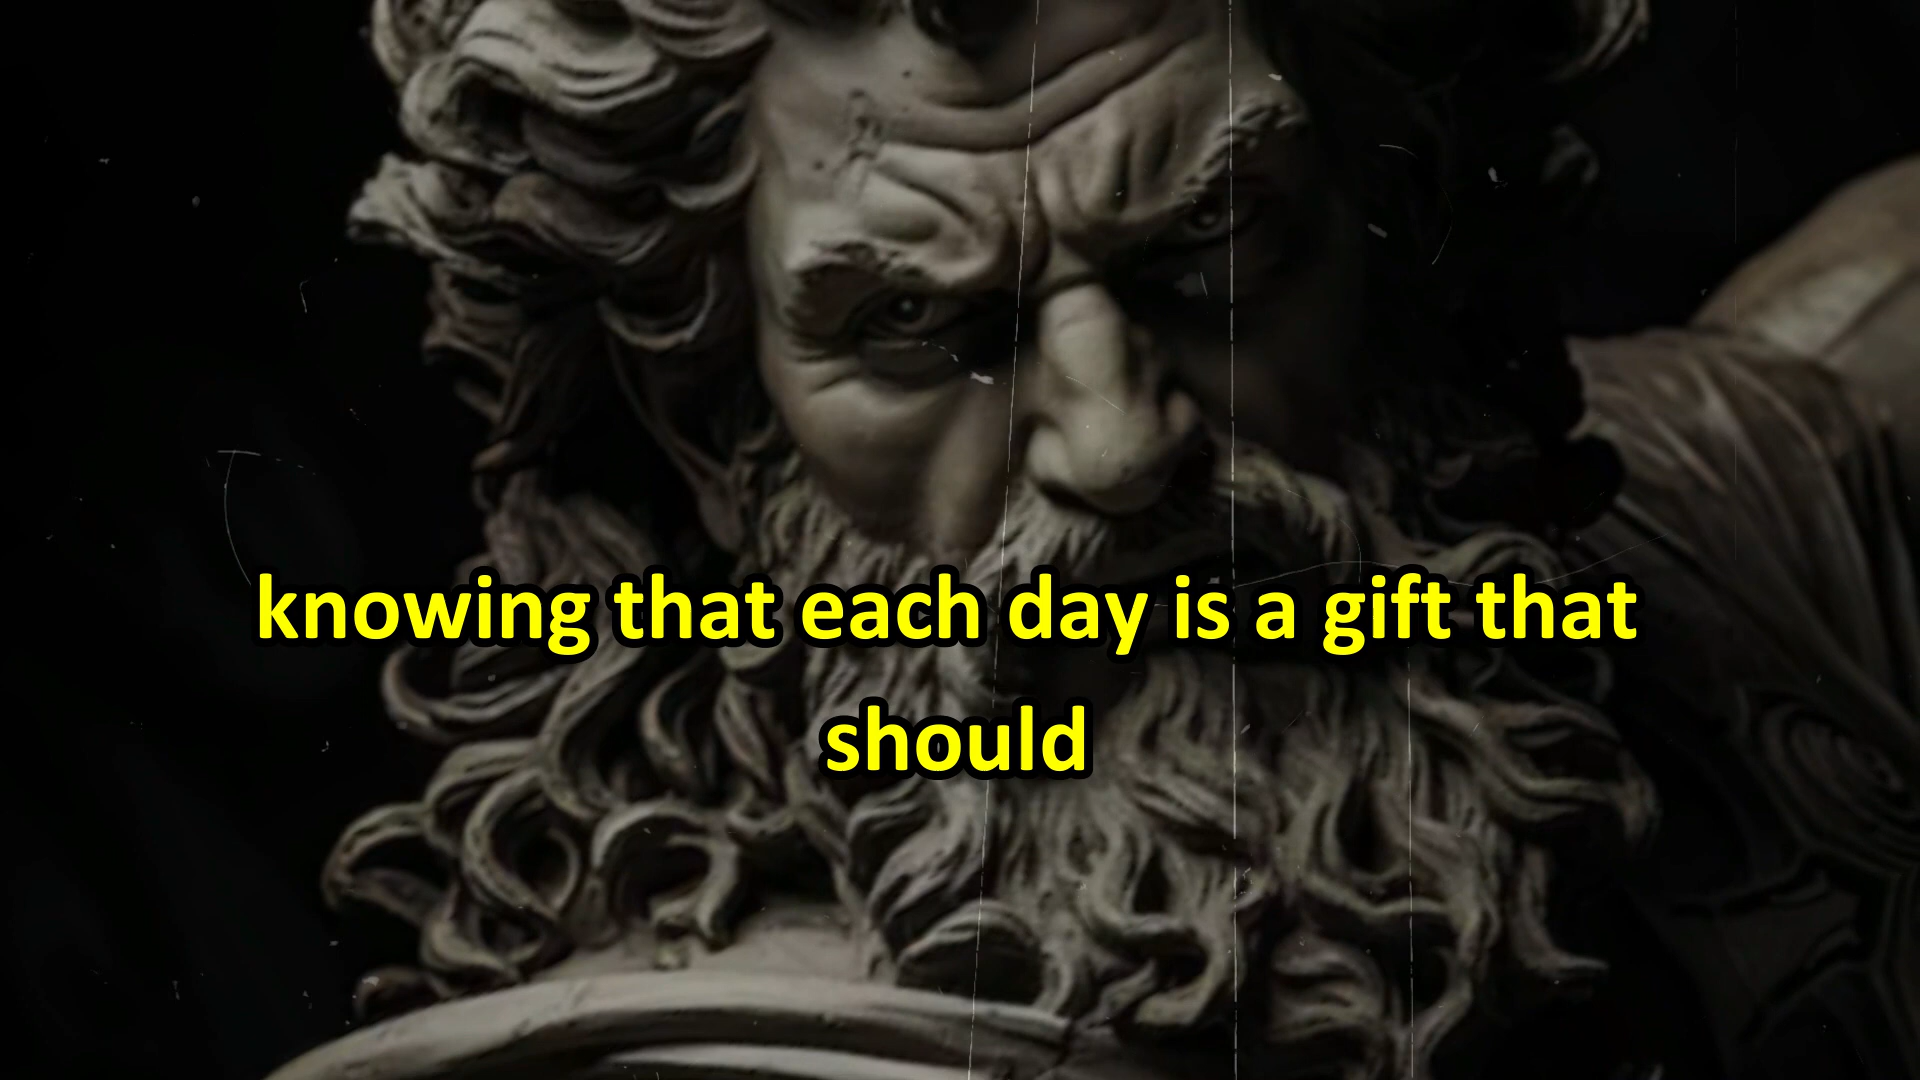 knowing that each day is a gift that
should